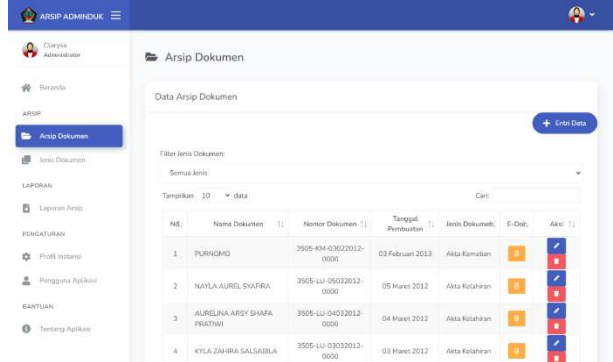 ARSIP ADMINDUK
Clarysa
Administrator
Beranda
ARSIP
Arsip Dokumen
Jenis Dokumen
LAPORAN
Laporan Arsip
PENGATURAN
Profil Instansi
Pengguna Aplikasi
BANTUAN
Tentang Aplikasi
Arsip Dokumen
Data Arsip Dokumen
+ Entri Data
Filter Jenis Dokumen:
Semua Jenis
Tampilkan 10 data
Cari:
Nama Dokumen Nomor Dokumen Tanggal Pembuatan Jenis Dokumen E-Doc Aksi
1 PURNOMO 3505-KM-03022012-0000 03 Februari 2013 Akta Kematian
2 NAYLA AUREL SYAFIRA 3505-LU-05032012-0000 05 Maret 2012 Akta Kelahiran
3 AURELINA ARSY SHAFA PRATIWI 3505-LU-04032012-0000 04 Maret 2012 Akta Kelahiran
4 KYLA ZAHIRA SALSABILA 3505-LU-03032012-0000 03 Maret 2012 Akta Kelahiran